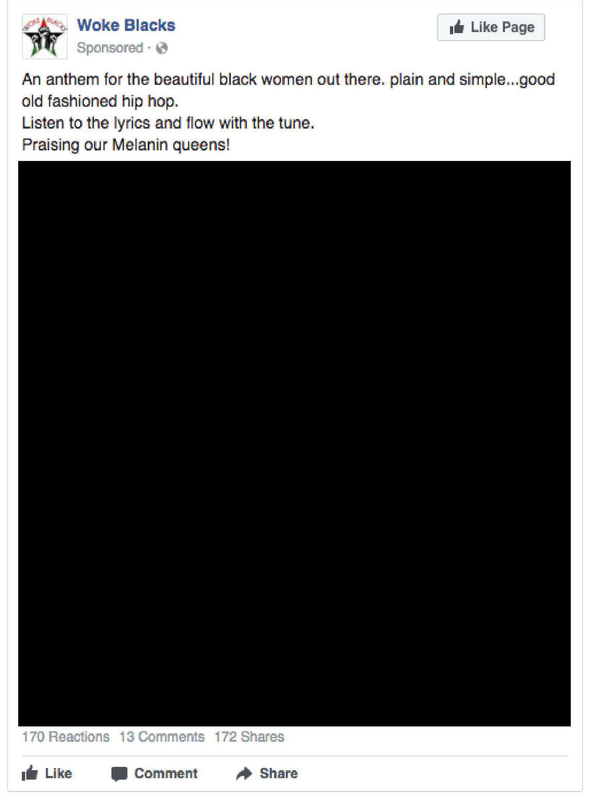 Woke Blacks
Sponsored ·
Like Page
An anthem for the beautiful black women out there. plain and simple...good
old fashioned hip hop.
Listen to the lyrics and flow with the tune.
Praising our Melanin queens!
170 Reactions 13 Comments 172 Shares
Like Comment Share